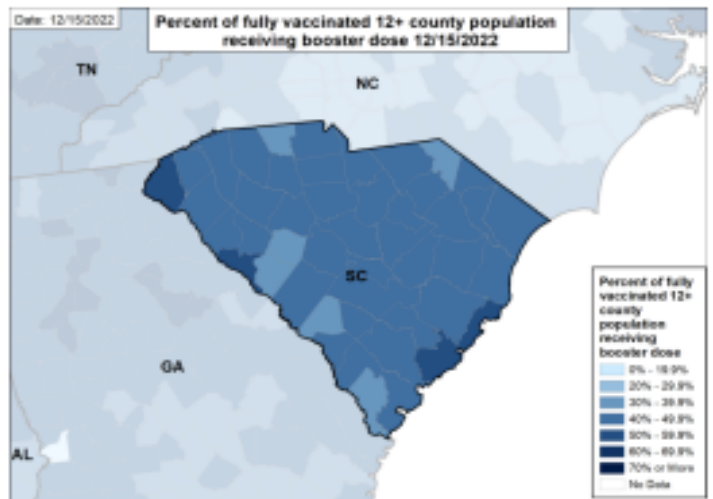 Date: 12/15/2022
Percent of fully vaccinated 12+ county population
receiving booster dose 12/15/2022
TN
NC
SC
GA
AL
Percent of fully
vaccinated 12+
county
population
receiving
booster dose
0% - 19.9%
20% - 29.9%
30% - 39.9%
40% - 49.9%
50% - 59.9%
60% - 69.9%
70% or More
No Data